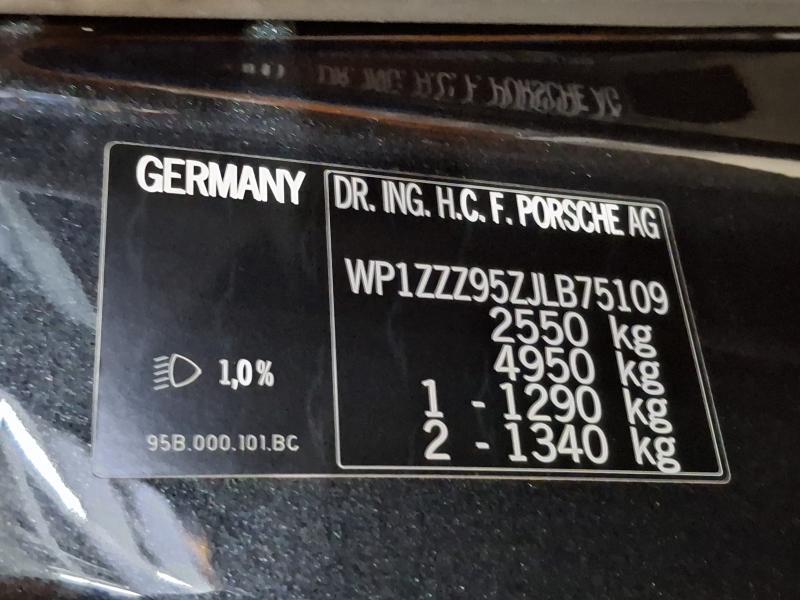 GERMANY
1,0%
95B.000.101.BC
DR. ING. H.C. F. PORSCHE AG
WP1ZZZ95ZJLB75109
2550 kg
4950 kg
1 - 1290 kg
2 - 1340 kg